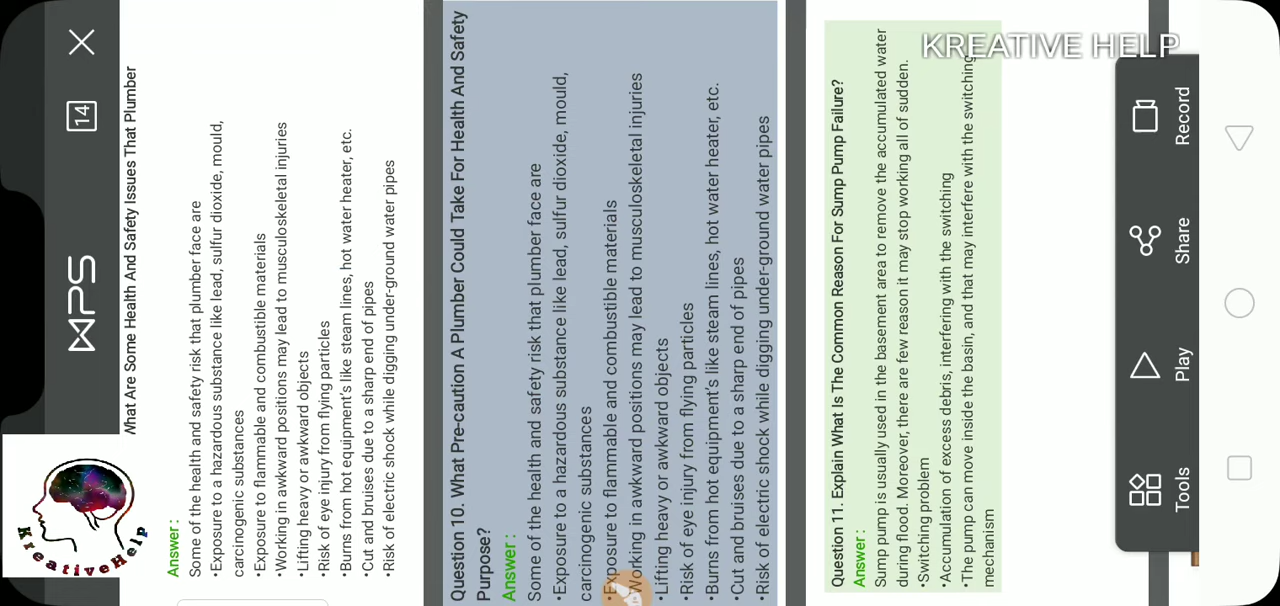 KREATIVE HELP
WPS
14
What Are Some Health And Safety Issues That Plumber
Answer :
Some of the health and safety risk that plumber face are
•Exposure to a hazardous substance like lead, sulfur dioxide, mould,
carcinogenic substances
•Exposure to flammable and combustible materials
•Working in awkward positions may lead to musculoskeletal injuries
•Lifting heavy or awkward objects
•Risk of eye injury from flying particles
•Burns from hot equipment's like steam lines, hot water heater, etc.
•Cut and bruises due to a sharp end of pipes
•Risk of electric shock while digging under-ground water pipes
Question 10. What Pre-caution A Plumber Could Take For Health And Safety
Purpose?
Answer :
Some of the health and safety risk that plumber face are
•Exposure to a hazardous substance like lead, sulfur dioxide, mould,
carcinogenic substances
•Exposure to flammable and combustible materials
Working in awkward positions may lead to musculoskeletal injuries
•Lifting heavy or awkward objects
•Risk of eye injury from flying particles
•Burns from hot equipment's like steam lines, hot water heater, etc.
•Cut and bruises due to a sharp end of pipes
•Risk of electric shock while digging under-ground water pipes
Question 11. Explain What Is The Common Reason For Sump Pump Failure?
Answer :
Sump pump is usually used in the basement area to remove the accumulated water
during flood. Moreover, there are few reason it may stop working all of sudden.
•Switching problem
•Accumulation of excess debris, interfering with the switching
•The pump can move inside the basin, and that may interfere with the switching
mechanism
Tools
Play
Share
Record
KreativeHelp